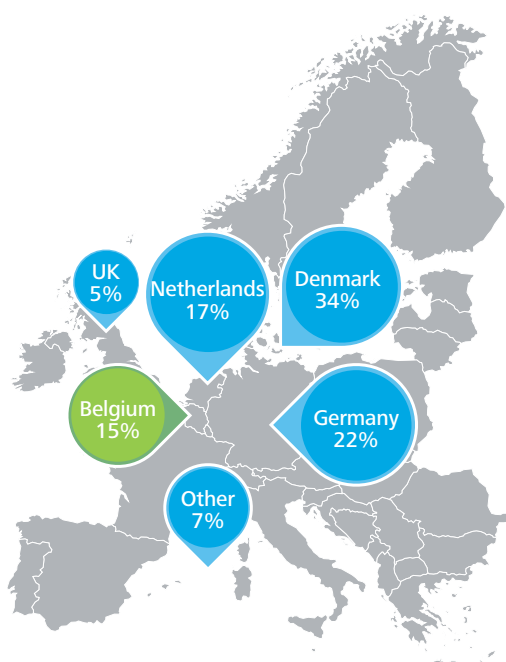 UK
5%
Netherlands
17%
Denmark
34%
Belgium
15%
Germany
22%
Other
7%